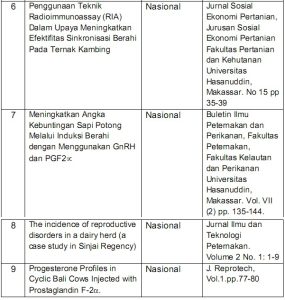 6 Penggunaan Teknik Nasional Jurnal Sosial
Radioimmunoassay (RIA) Ekonomi Pertanian,
Dalam Upaya Meningkatkan Jurusan Sosial
Efektifitas Sinkronisasi Berahi Ekonomi Pertanian
Pada Ternak Kambing Fakultas Pertanian
dan Kehutanan
Universitas
Hasanuddin,
Makassar. No 15 pp
35-39
7 Meningkatkan Angka Nasional Buletin Ilmu
Kebuntingan Sapi Potong Peternakan dan
Melalui Induksi Berahi Perikanan, Fakultas
dengan Menggunakan GnRH Peternakan,
dan PGF2α Fakultas Kelautan
dan Perikanan
Universitas
Hasanuddin,
Makassar. Vol. VII
(2) pp. 135-144.
8 The incidence of reproductive Nasional Jurnal Ilmu dan
disorders in a dairy herd (a Teknologi
case study in Sinjai Regency) Peternakan.
Volume 2 No. 1: 1-9
9 Progesterone Profiles in Nasional J. Reprotech,
Cyclic Bali Cows Injected with Vol.1.pp.77-80
Prostaglandin F-2α.